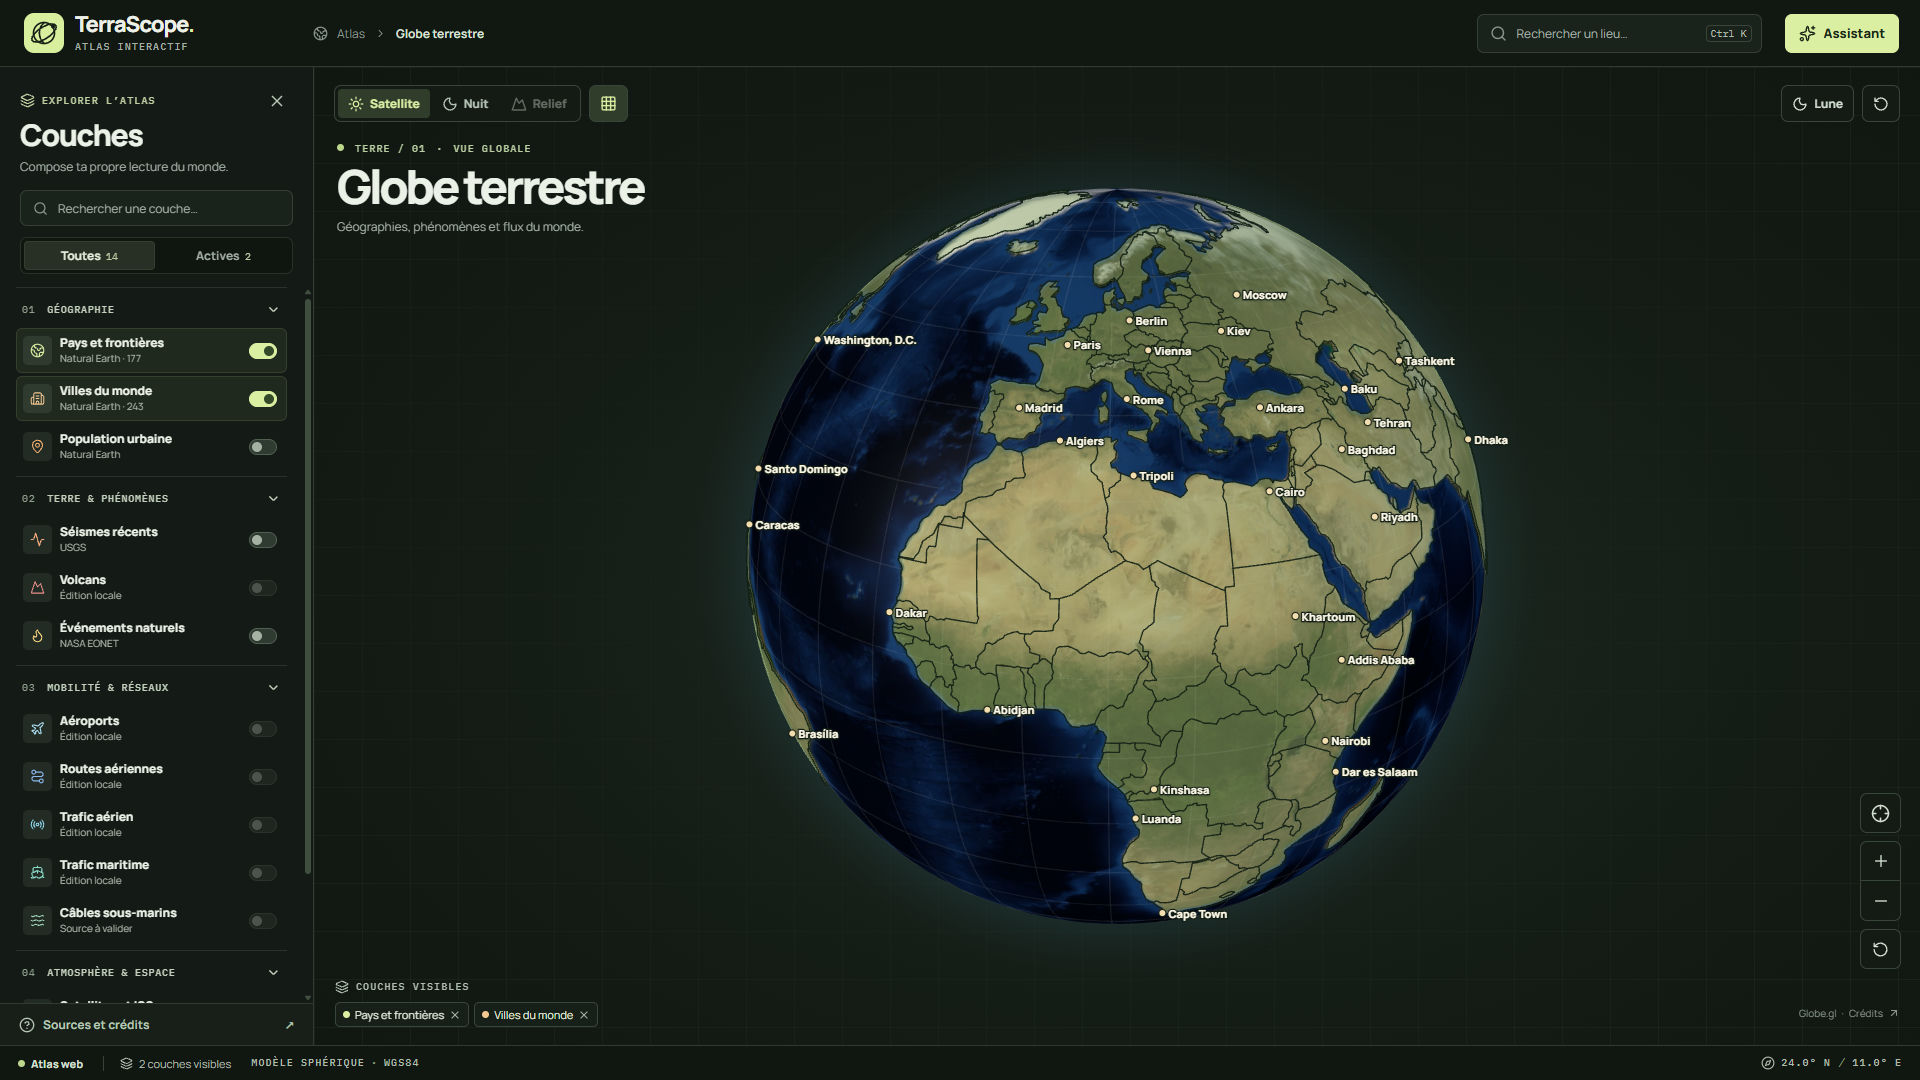 TerraScope.
ATLAS INTERACTIF
Atlas
Globe terrestre
Rechercher un lieu...
Ctrl K
Assistant
EXPLORER L'ATLAS
Couches
Compose ta propre lecture du monde.
Rechercher une couche...
Toutes 14
Actives 2
01 GÉOGRAPHIE
Pays et frontières
Natural Earth · 177
Villes du monde
Natural Earth · 243
Population urbaine
Natural Earth
02 TERRE & PHÉNOMÈNES
Séismes récents
USGS
Volcans
Édition locale
Événements naturels
NASA EONET
03 MOBILITÉ & RÉSEAUX
Aéroports
Édition locale
Routes aériennes
Édition locale
Trafic aérien
Édition locale
Trafic maritime
Édition locale
Câbles sous-marins
Source à valider
04 ATMOSPHÈRE & ESPACE
Sources et crédits
Satellite
Nuit
Relief
Lune
TERRE / 01 · VUE GLOBALE
Globe terrestre
Géographies, phénomènes et flux du monde.
Moscow
Berlin
Kiev
Washington, D.C.
Paris
Vienna
Tashkent
Baku
Rome
Madrid
Ankara
Tehran
Dhaka
Algiers
Baghdad
Santo Domingo
Tripoli
Cairo
Riyadh
Caracas
Dakar
Khartoum
Addis Ababa
Abidjan
Brasília
Nairobi
Dar es Salaam
Kinshasa
Luanda
Cape Town
COUCHES VISIBLES
Pays et frontières
Villes du monde
Globe.gl · Crédits
Atlas web
2 couches visibles
MODÈLE SPHÉRIQUE · WGS84
24.0° N / 11.0° E